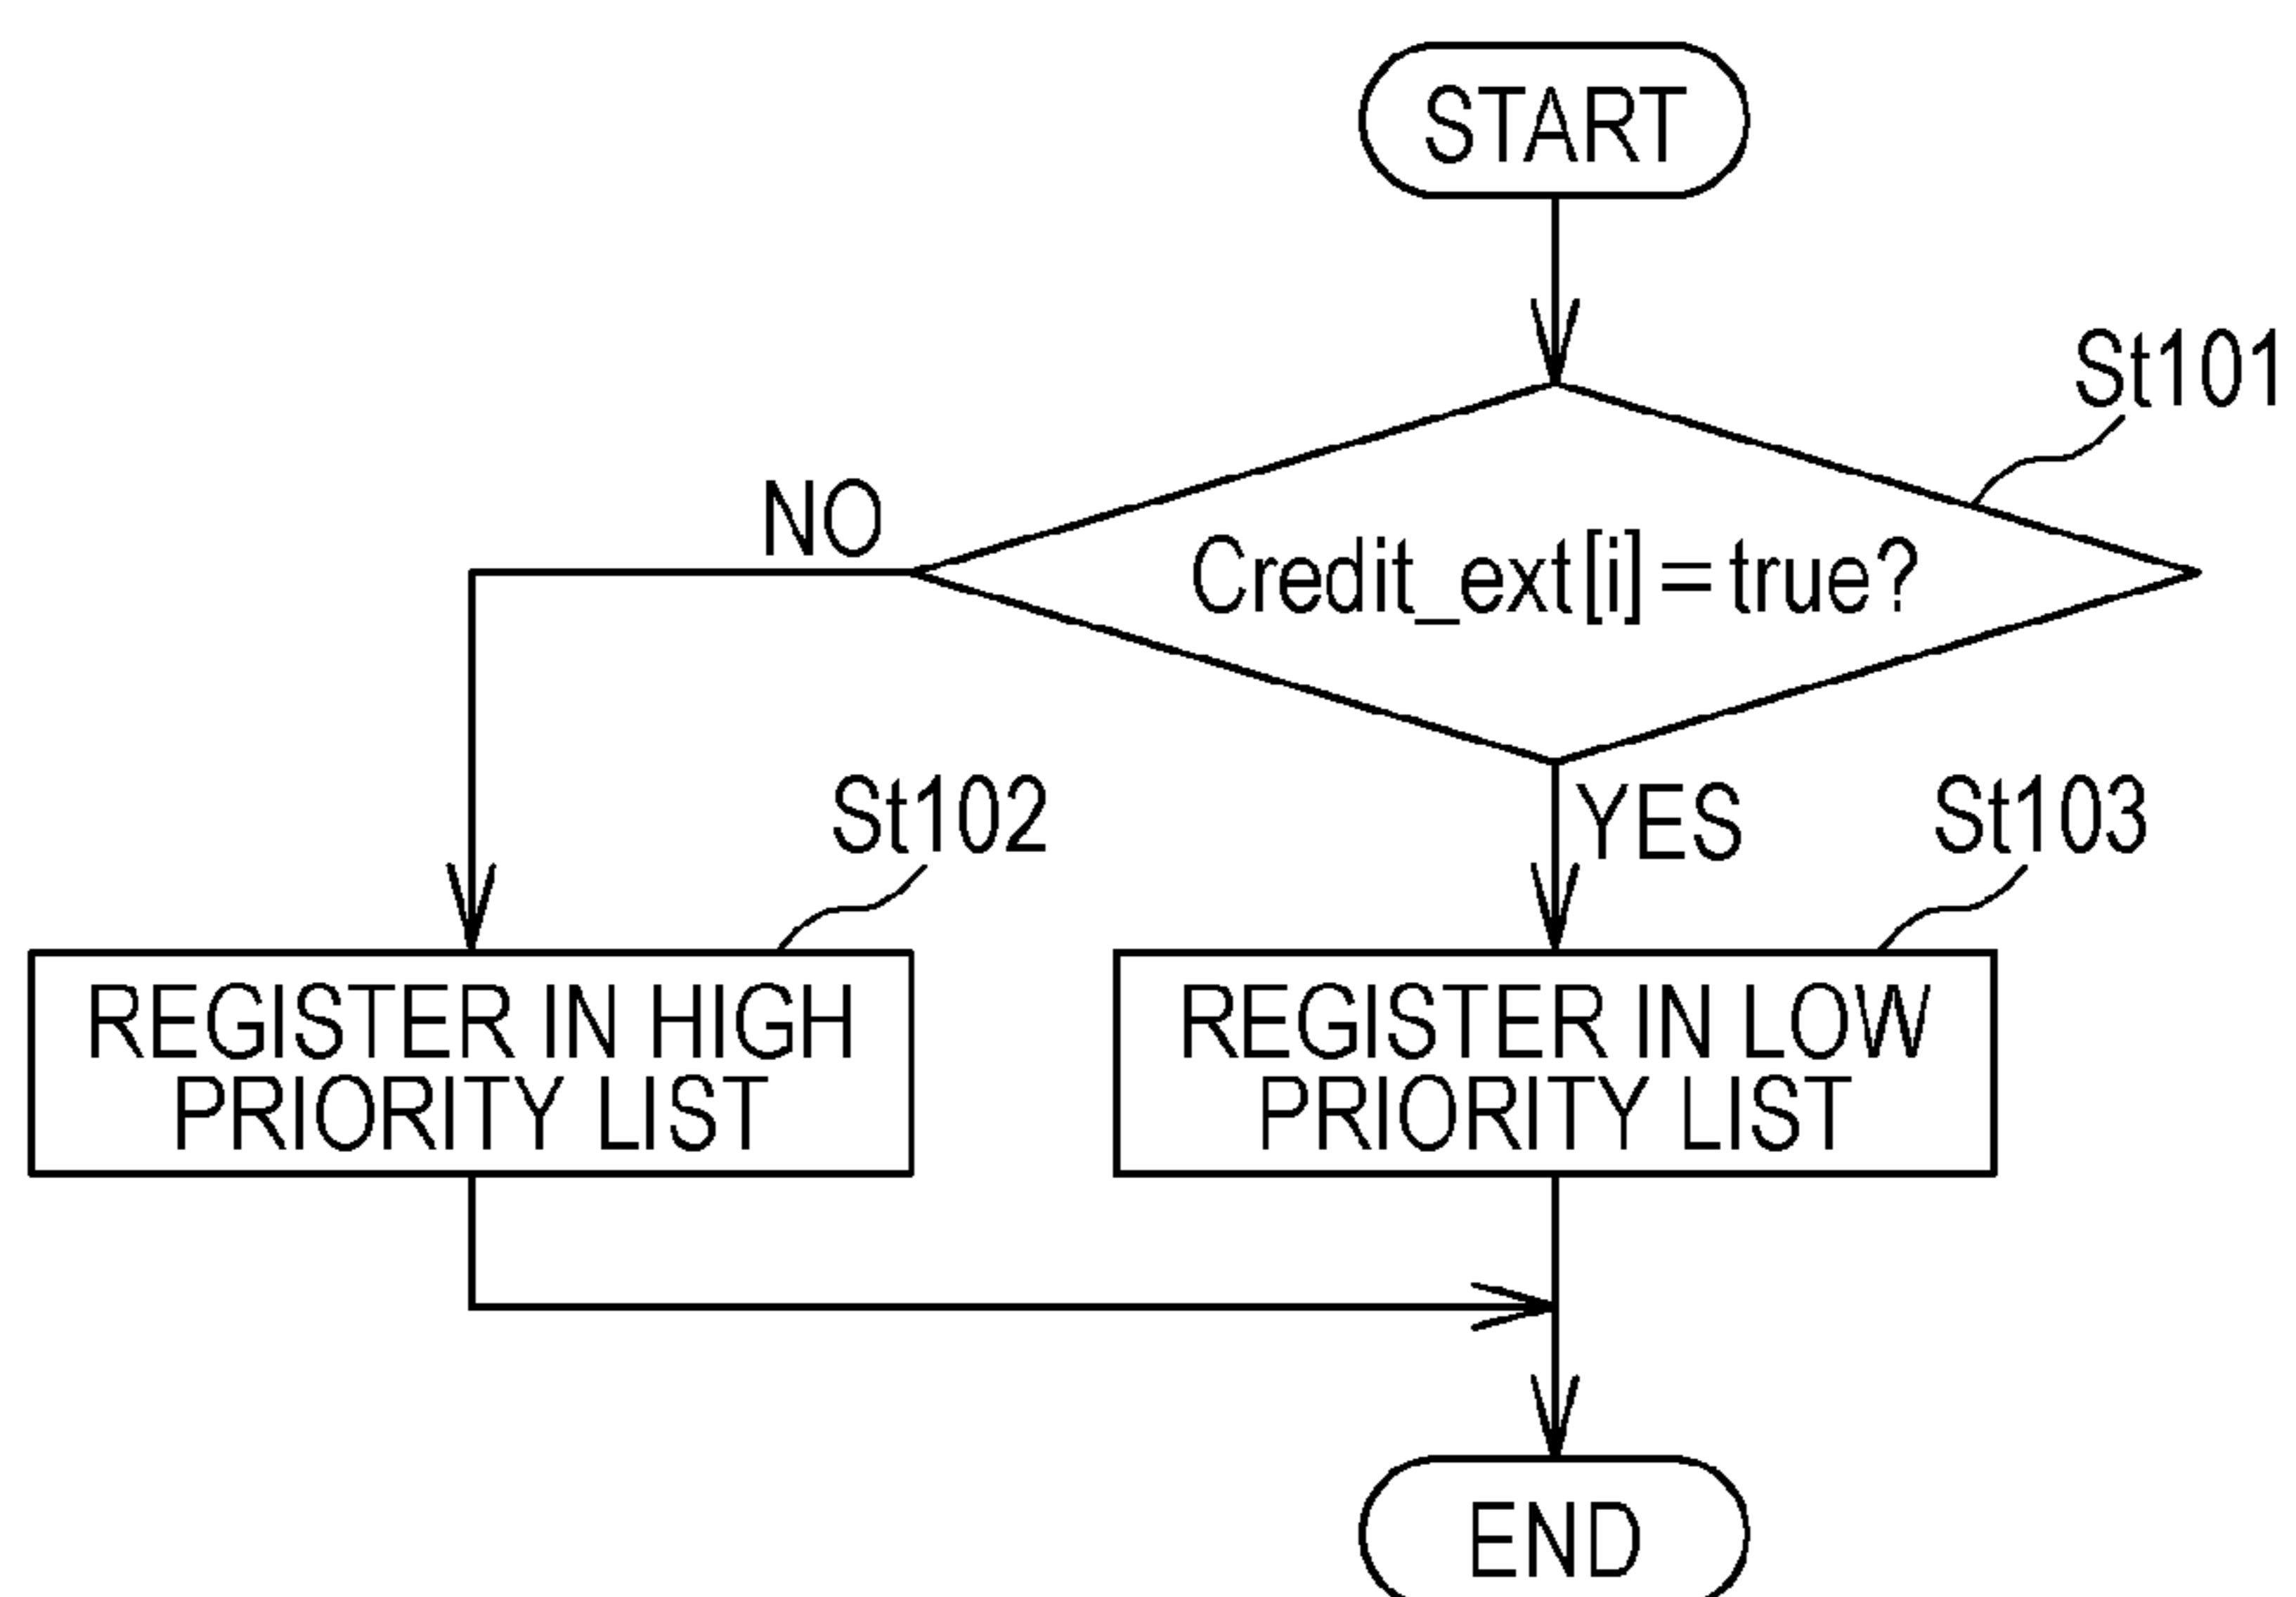 START
St101
NO
Credit_ext[i]=true?
St102
YES
St103
REGISTER IN HIGH
PRIORITY LIST
REGISTER IN LOW
PRIORITY LIST
END